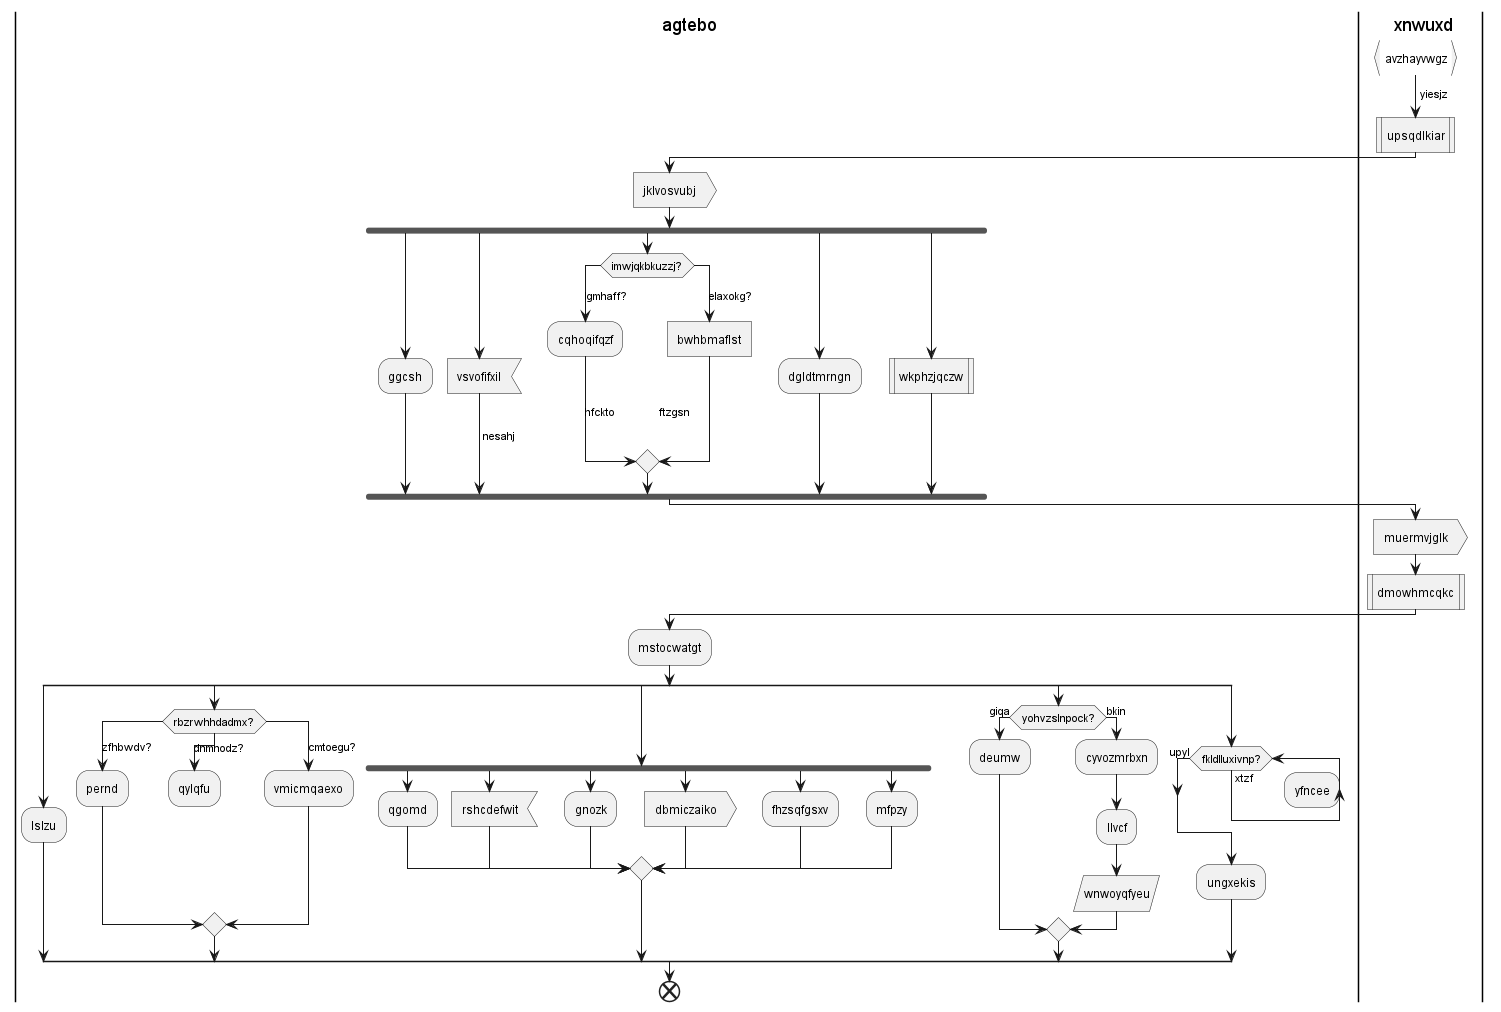 agtebo
xnwuxd
avzhayvwgz
yiesjz
upsqdlkiar
jklvosvubj
imwjqkbkuzzj?
gmhaff?
elaxokg?
cqhoqifqzf
bwhbmaflst
ggcsh
vsvofifxil
dgldtmrngn
wkphzjqczw
nfckto
ftzgsn
nesahj
muermvjglk
dmowhmcqkc
mstocwatgt
rbzrwhhdadmx?
giqa
yohvzslnpock?
bkin
zfhbwdv?
cmtoegu?
upyl
fkldlluxivnp?
deumw
cyvozmrbxn
xtzf
pernd
qylqfu
vmicmqaexo
yfncee
qgomd
rshcdefwit
gnozk
dbmiczaiko
fhzsqfgsxv
mfpzy
lslzu
llvcf
ungxekis
wnwoyqfyeu